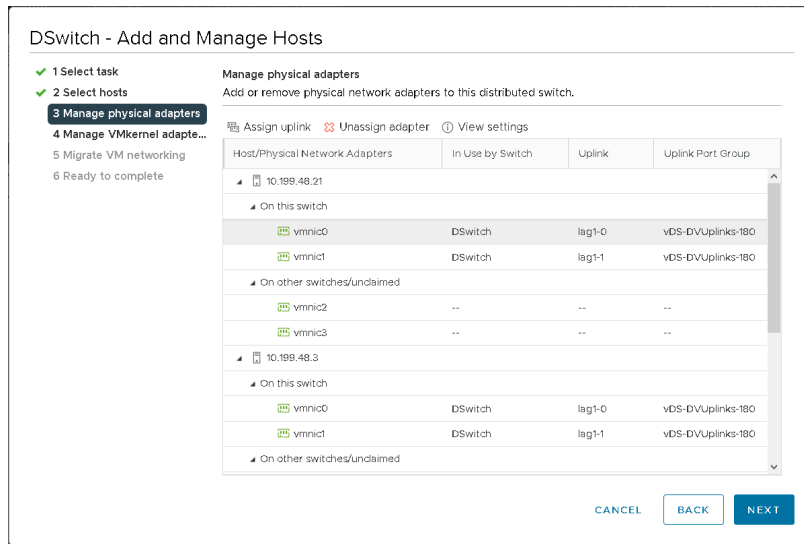 DSwitch - Add and Manage Hosts
1 Select task
2 Select hosts
3 Manage physical adapters
4 Manage VMkernel adapte...
5 Migrate VM networking
6 Ready to complete
Manage physical adapters
Add or remove physical network adapters to this distributed switch.
Assign uplink Unassign adapter View settings
Host/Physical Network Adapters In Use by Switch Uplink Uplink Port Group
10.199.48.21
On this switch
vmnic0 DSwitch lag1-0 vDS-DVUplinks-180
vmnic1 DSwitch lag1-1 vDS-DVUplinks-180
On other switches/unclaimed
vmnic2 -- -- --
vmnic3 -- -- --
10.199.48.3
On this switch
vmnic0 DSwitch lag1-0 vDS-DVUplinks-180
vmnic1 DSwitch lag1-1 vDS-DVUplinks-180
On other switches/unclaimed
CANCEL BACK NEXT